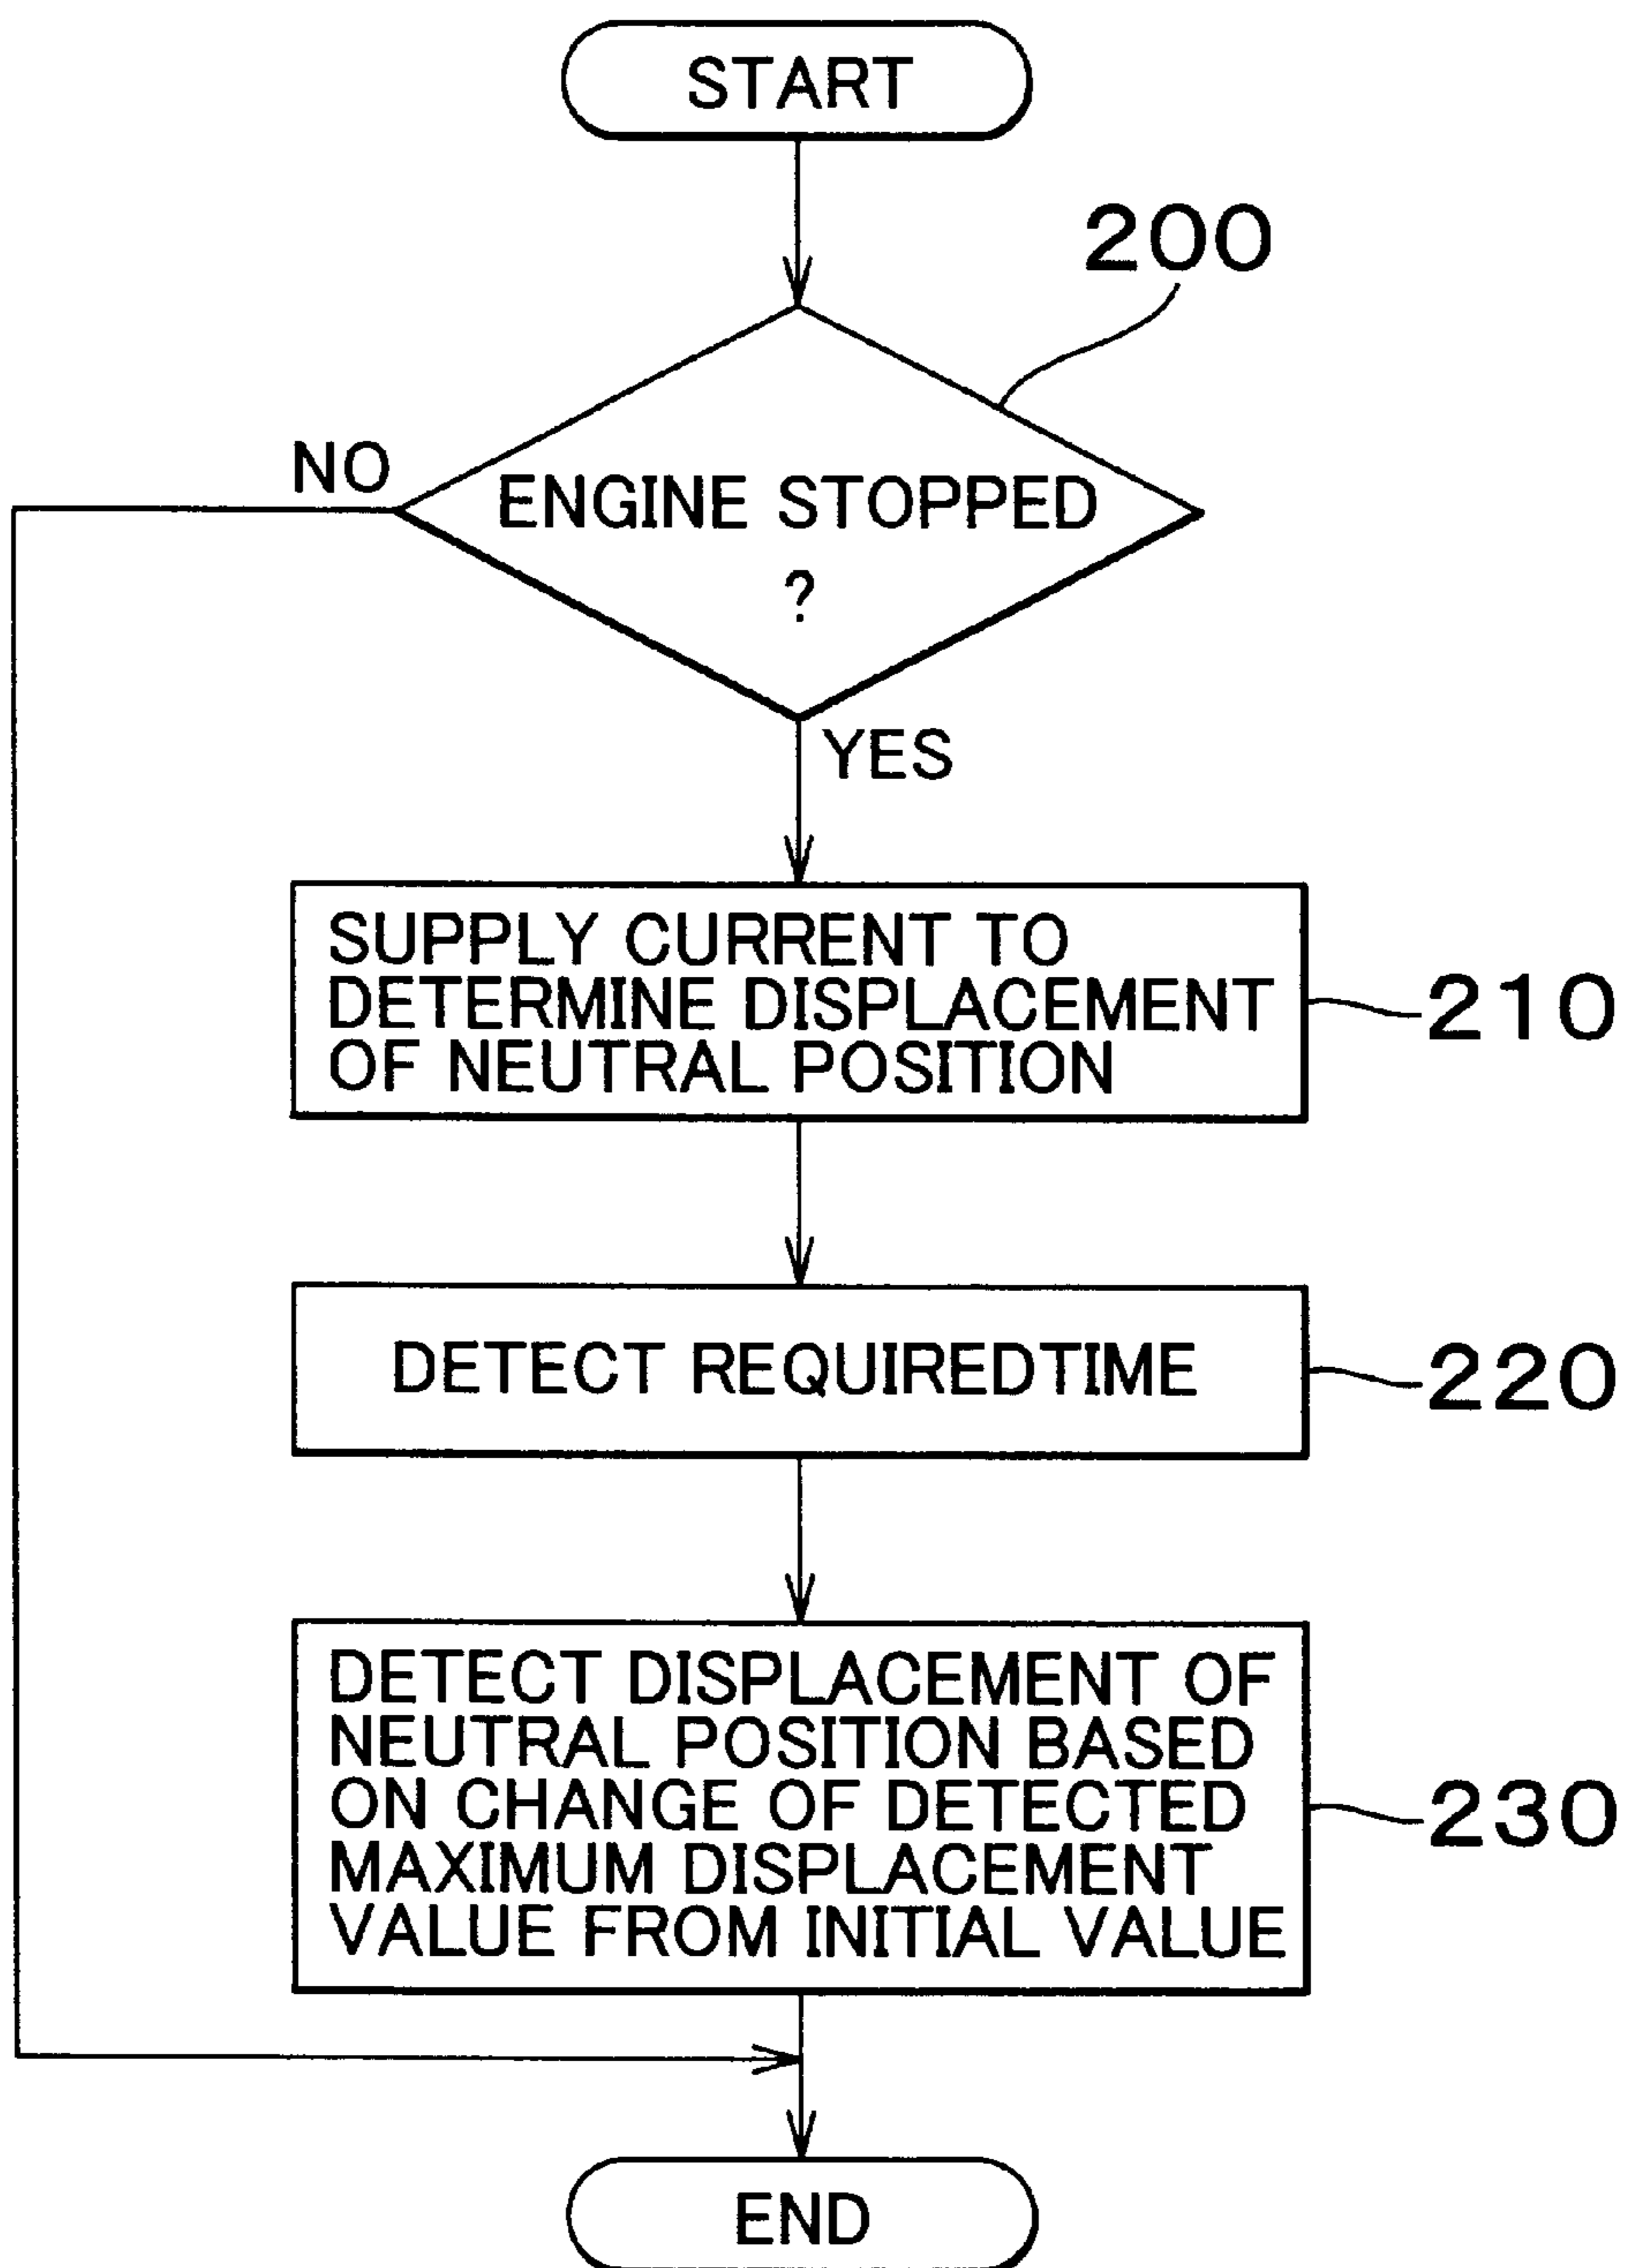 START
200
NO
ENGINE STOPPED
?
YES
SUPPLY CURRENT TO
DETERMINE DISPLACEMENT
OF NEUTRAL POSITION
210
DETECT REQUIREDTIME
220
DETECT DISPLACEMENT OF
NEUTRAL POSITION BASED
ON CHANGE OF DETECTED
MAXIMUM DISPLACEMENT
VALUE FROM INITIAL VALUE
230
END